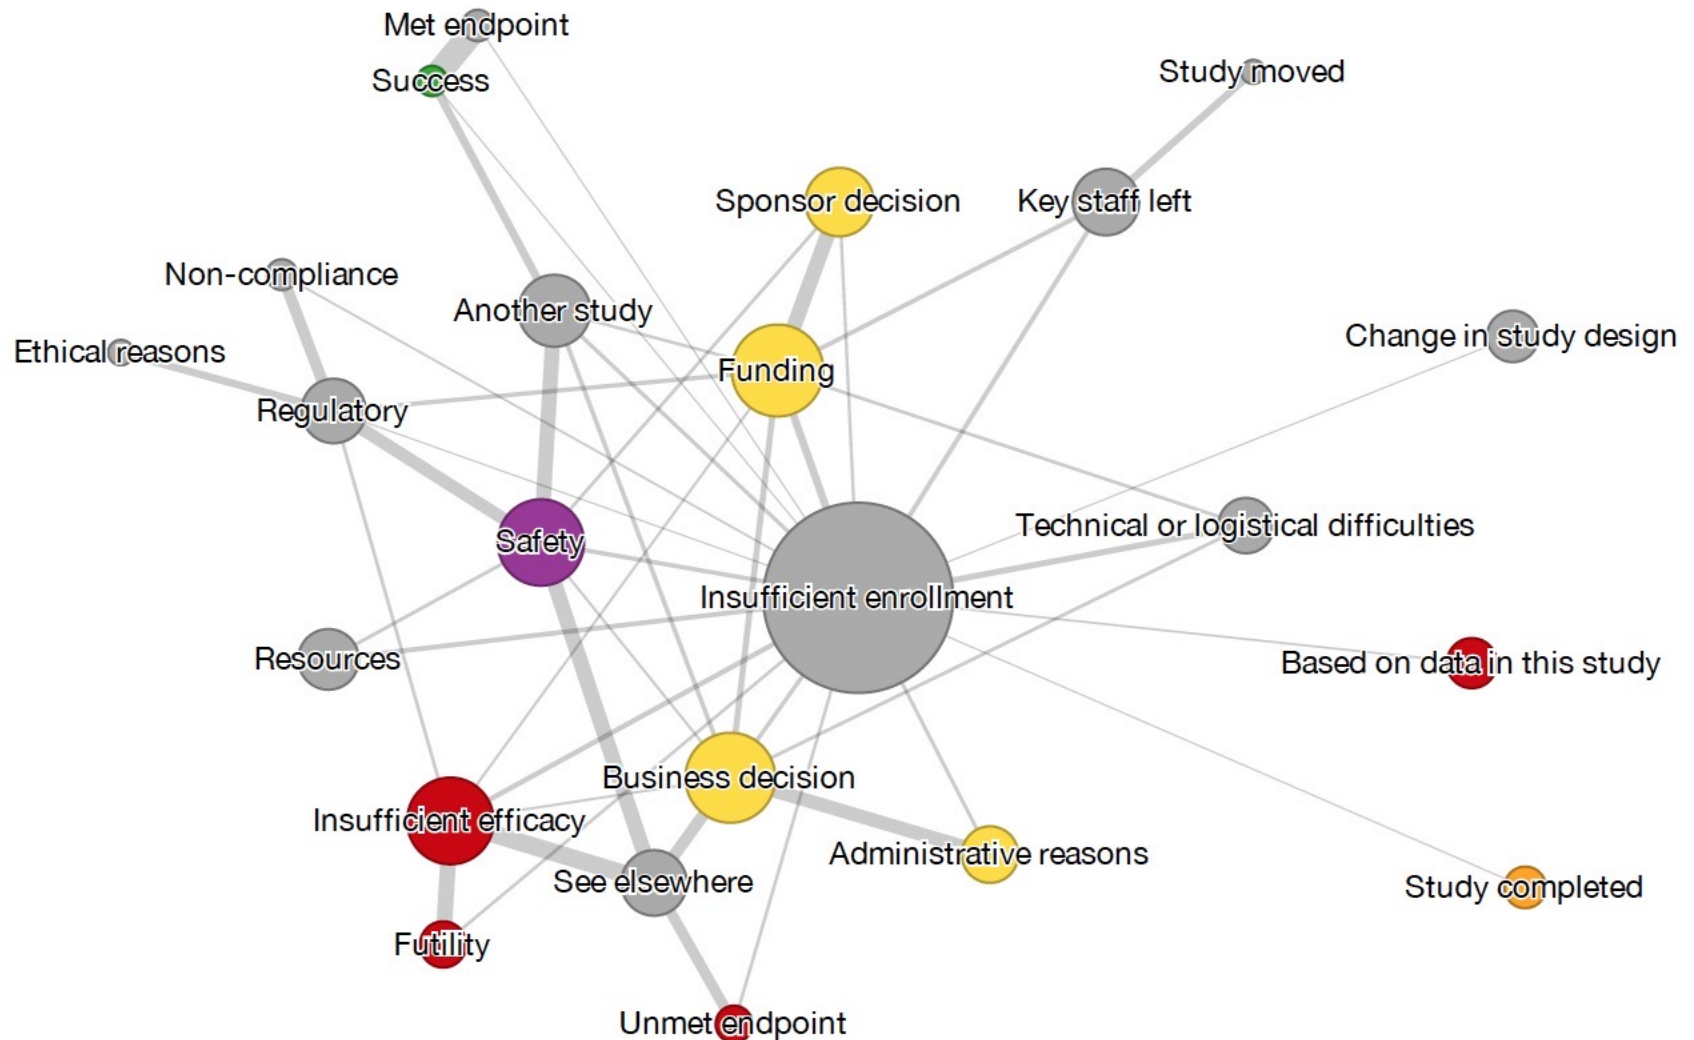 Met endpoint
Success
Study moved
Sponsor decision
Key staff left
Non-compliance
Another study
Change in study design
Ethical reasons
Funding
Regulatory
Technical or logistical difficulties
Safety
Insufficient enrollment
Resources
Based on data in this study
Business decision
Insufficient efficacy
Administrative reasons
See elsewhere
Study completed
Futility
Unmet endpoint